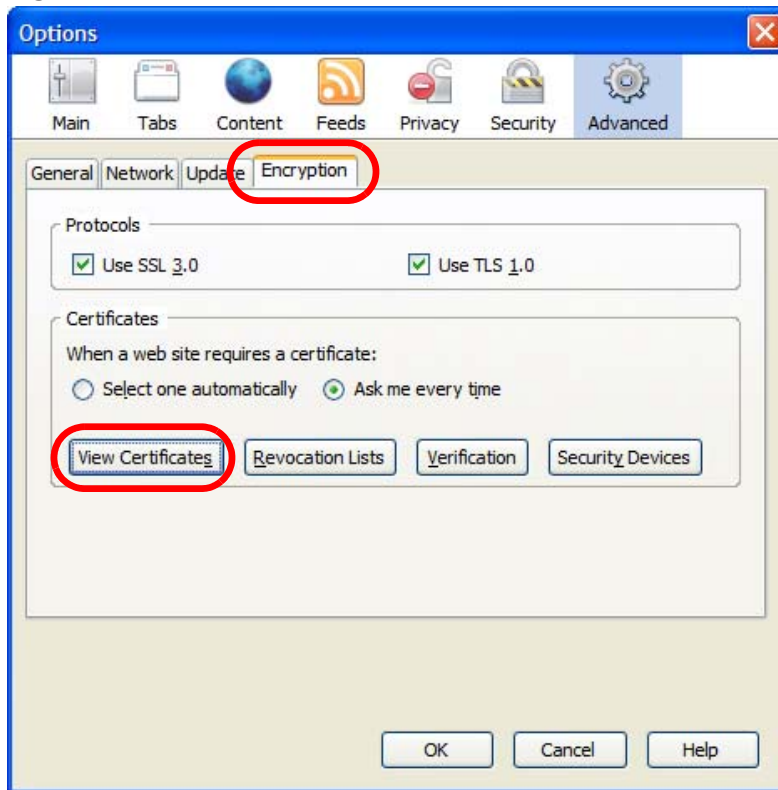 Options
Main Tabs Content Feeds Privacy Security Advanced
General Network Update Encryption
Protocols
Use SSL 3.0 Use TLS 1.0
Certificates
When a web site requires a certificate:
Select one automatically Ask me every time
View Certificates Revocation Lists Verification Security Devices
OK Cancel Help